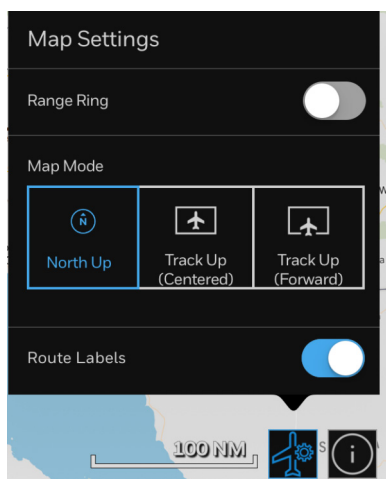 Map Settings
Range Ring
Map Mode
N
North Up
Track Up
(Centered)
Track Up
(Forward)
Route Labels
100 NM
S
i